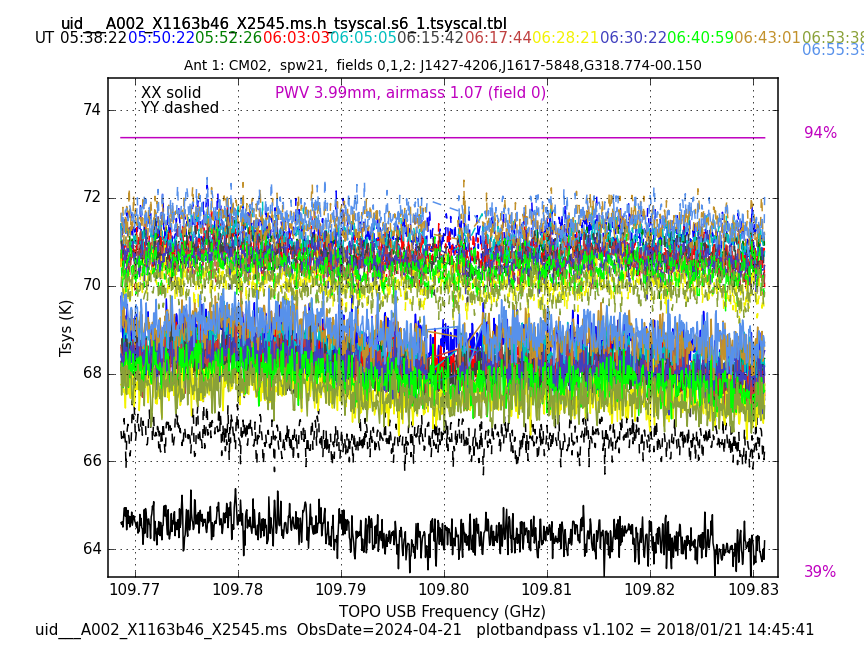 uid___A002_X1163b46_X2545.ms.h_tsyscal.s6_1.tsyscal.tbl
UT 05:38:22 05:50:22 05:52:26 06:03:03 06:05:05 06:15:42 06:17:44 06:28:21 06:30:22 06:40:59 06:43:01 06:53:38
06:55:39
Ant 1: CM02,  spw21,  fields 0,1,2: J1427-4206,J1617-5848,G318.774-00.150
XX solid
YY dashed
PWV 3.99mm, airmass 1.07 (field 0)
94%
39%
Tsys (K)
74
72
70
68
66
64
109.77 109.78 109.79 109.80 109.81 109.82 109.83
TOPO USB Frequency (GHz)
uid___A002_X1163b46_X2545.ms  ObsDate=2024-04-21   plotbandpass v1.102 = 2018/01/21 14:45:41